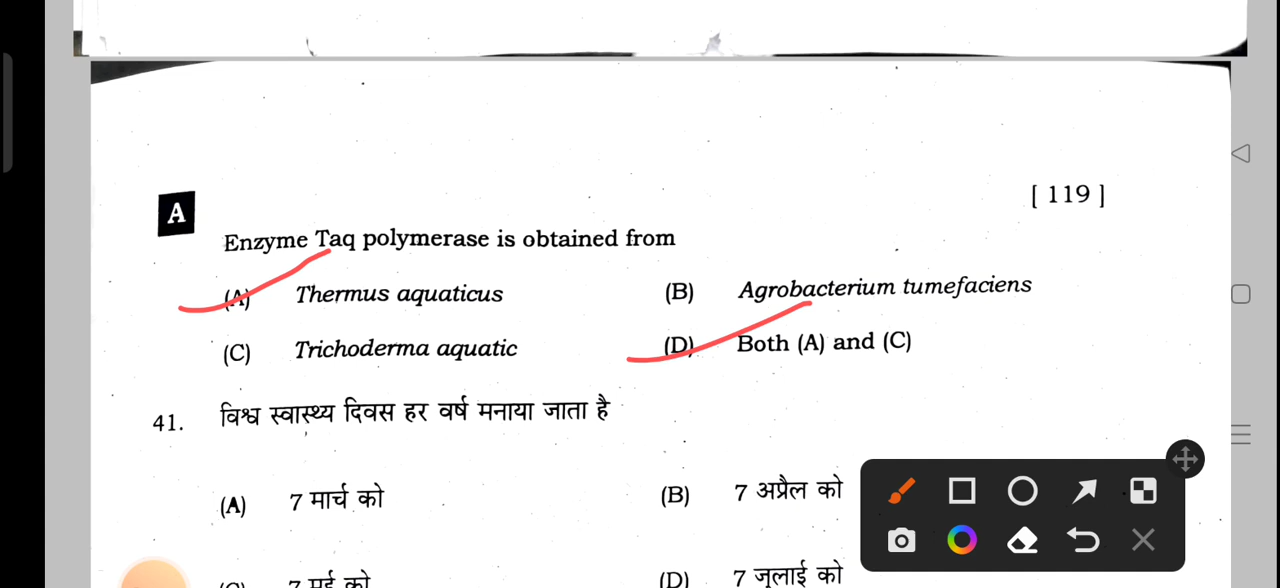 A
[ 119 ]
Enzyme Taq polymerase is obtained from
(A) Thermus aquaticus (B) Agrobacterium tumefaciens
(C) Trichoderma aquatic (D) Both (A) and (C)
41. विश्व स्वास्थ्य दिवस हर वर्ष मनाया जाता है
(A) 7 मार्च को (B) 7 अप्रैल को
(C) 7 मई को (D) 7 जूलाई को